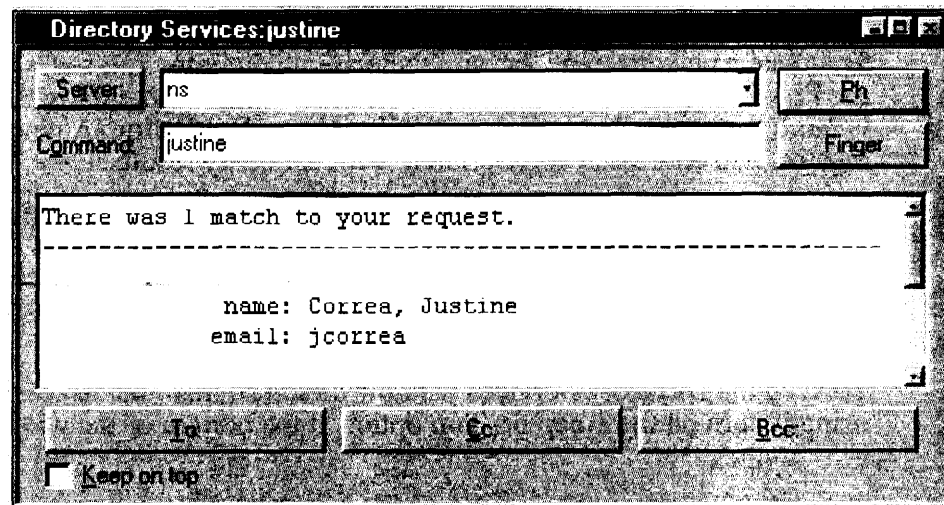 Directory Services:justine
Server: ns Ph
Command: justine Finger
There was 1 match to your request.
name: Correa, Justine
email: jcorrea
To: Cc: Bcc:
Keep on top